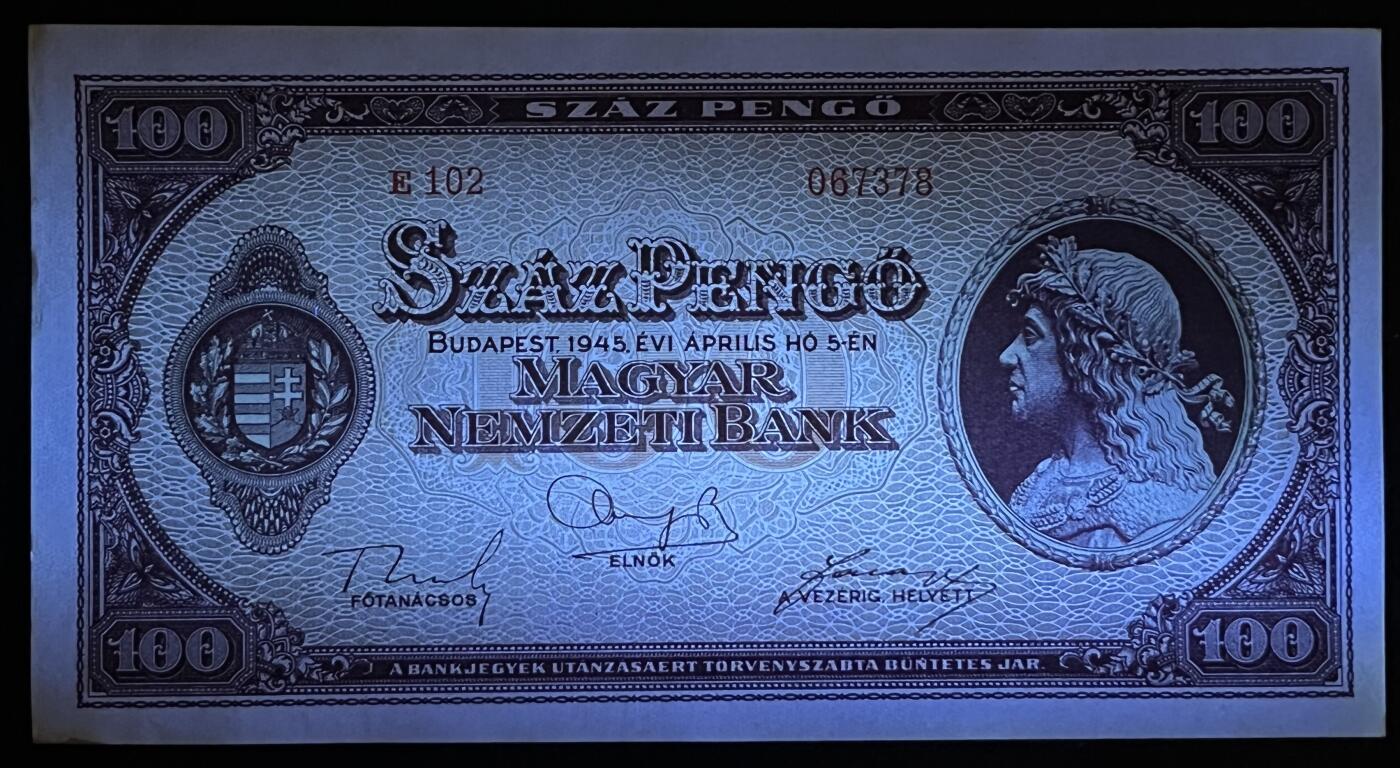 100 SZÁZ PENGŐ 100
E 102 067378
SZÁZ PENGŐ
BUDAPEST 1945. ÉVI ÁPRILIS HÓ 5-ÉN
MAGYAR
NEMZETI BANK
ELNÖK
FŐTANÁCSOS A VEZÉRIG. HELYETT
100 A BANKJEGYEK UTÁNZÁSAÉRT TÖRVÉNYSZABTA BÜNTETÉS JÁR. 100